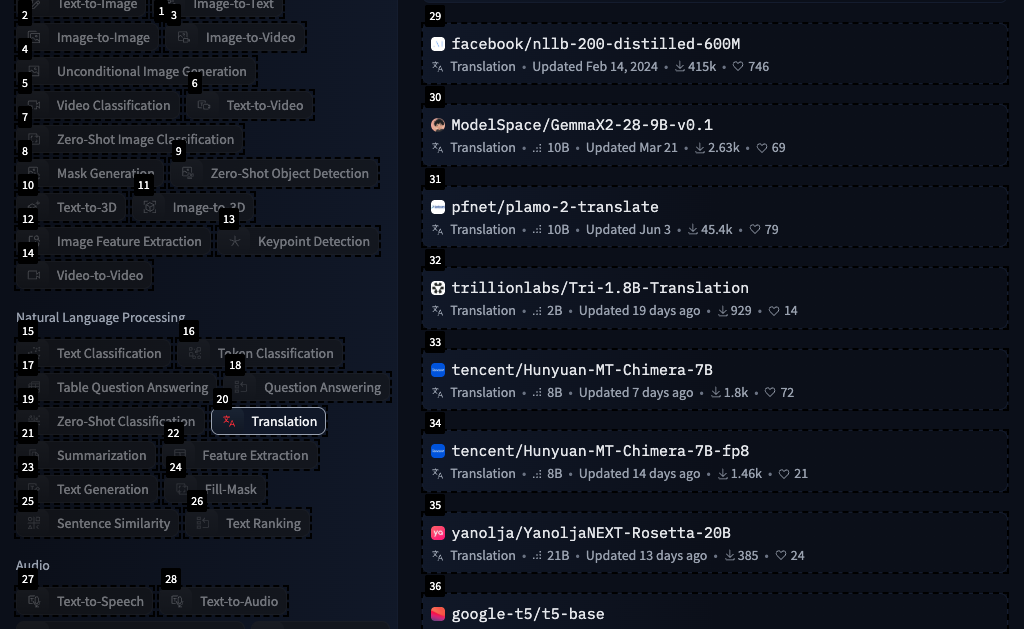 Text-to-Image Image-to-Text
1 3
2
Image-to-Image Image-to-Video
4
Unconditional Image Generation
5 6
Video Classification Text-to-Video
7
Zero-Shot Image Classification
8 9
Mask Generation Zero-Shot Object Detection
10 11
Text-to-3D Image-to-3D
12 13
Image Feature Extraction Keypoint Detection
14
Video-to-Video
Natural Language Processing
15 16
Text Classification Token Classification
17 18
Table Question Answering Question Answering
19 20
Zero-Shot Classification Translation
21 22
Summarization Feature Extraction
23 24
Text Generation Fill-Mask
25 26
Sentence Similarity Text Ranking
Audio
27 28
Text-to-Speech Text-to-Audio
29
facebook/nllb-200-distilled-600M
Translation • Updated Feb 14, 2024 • 415k • 746
30
ModelSpace/GemmaX2-28-9B-v0.1
Translation • 10B • Updated Mar 21 • 2.63k • 69
31
pfnet/plamo-2-translate
Translation • 10B • Updated Jun 3 • 45.4k • 79
32
trillionlabs/Tri-1.8B-Translation
Translation • 2B • Updated 19 days ago • 929 • 14
33
tencent/Hunyuan-MT-Chimera-7B
Translation • 8B • Updated 7 days ago • 1.8k • 72
34
tencent/Hunyuan-MT-Chimera-7B-fp8
Translation • 8B • Updated 14 days ago • 1.46k • 21
35
yanolja/YanoljaNEXT-Rosetta-20B
Translation • 21B • Updated 13 days ago • 385 • 24
36
google-t5/t5-base